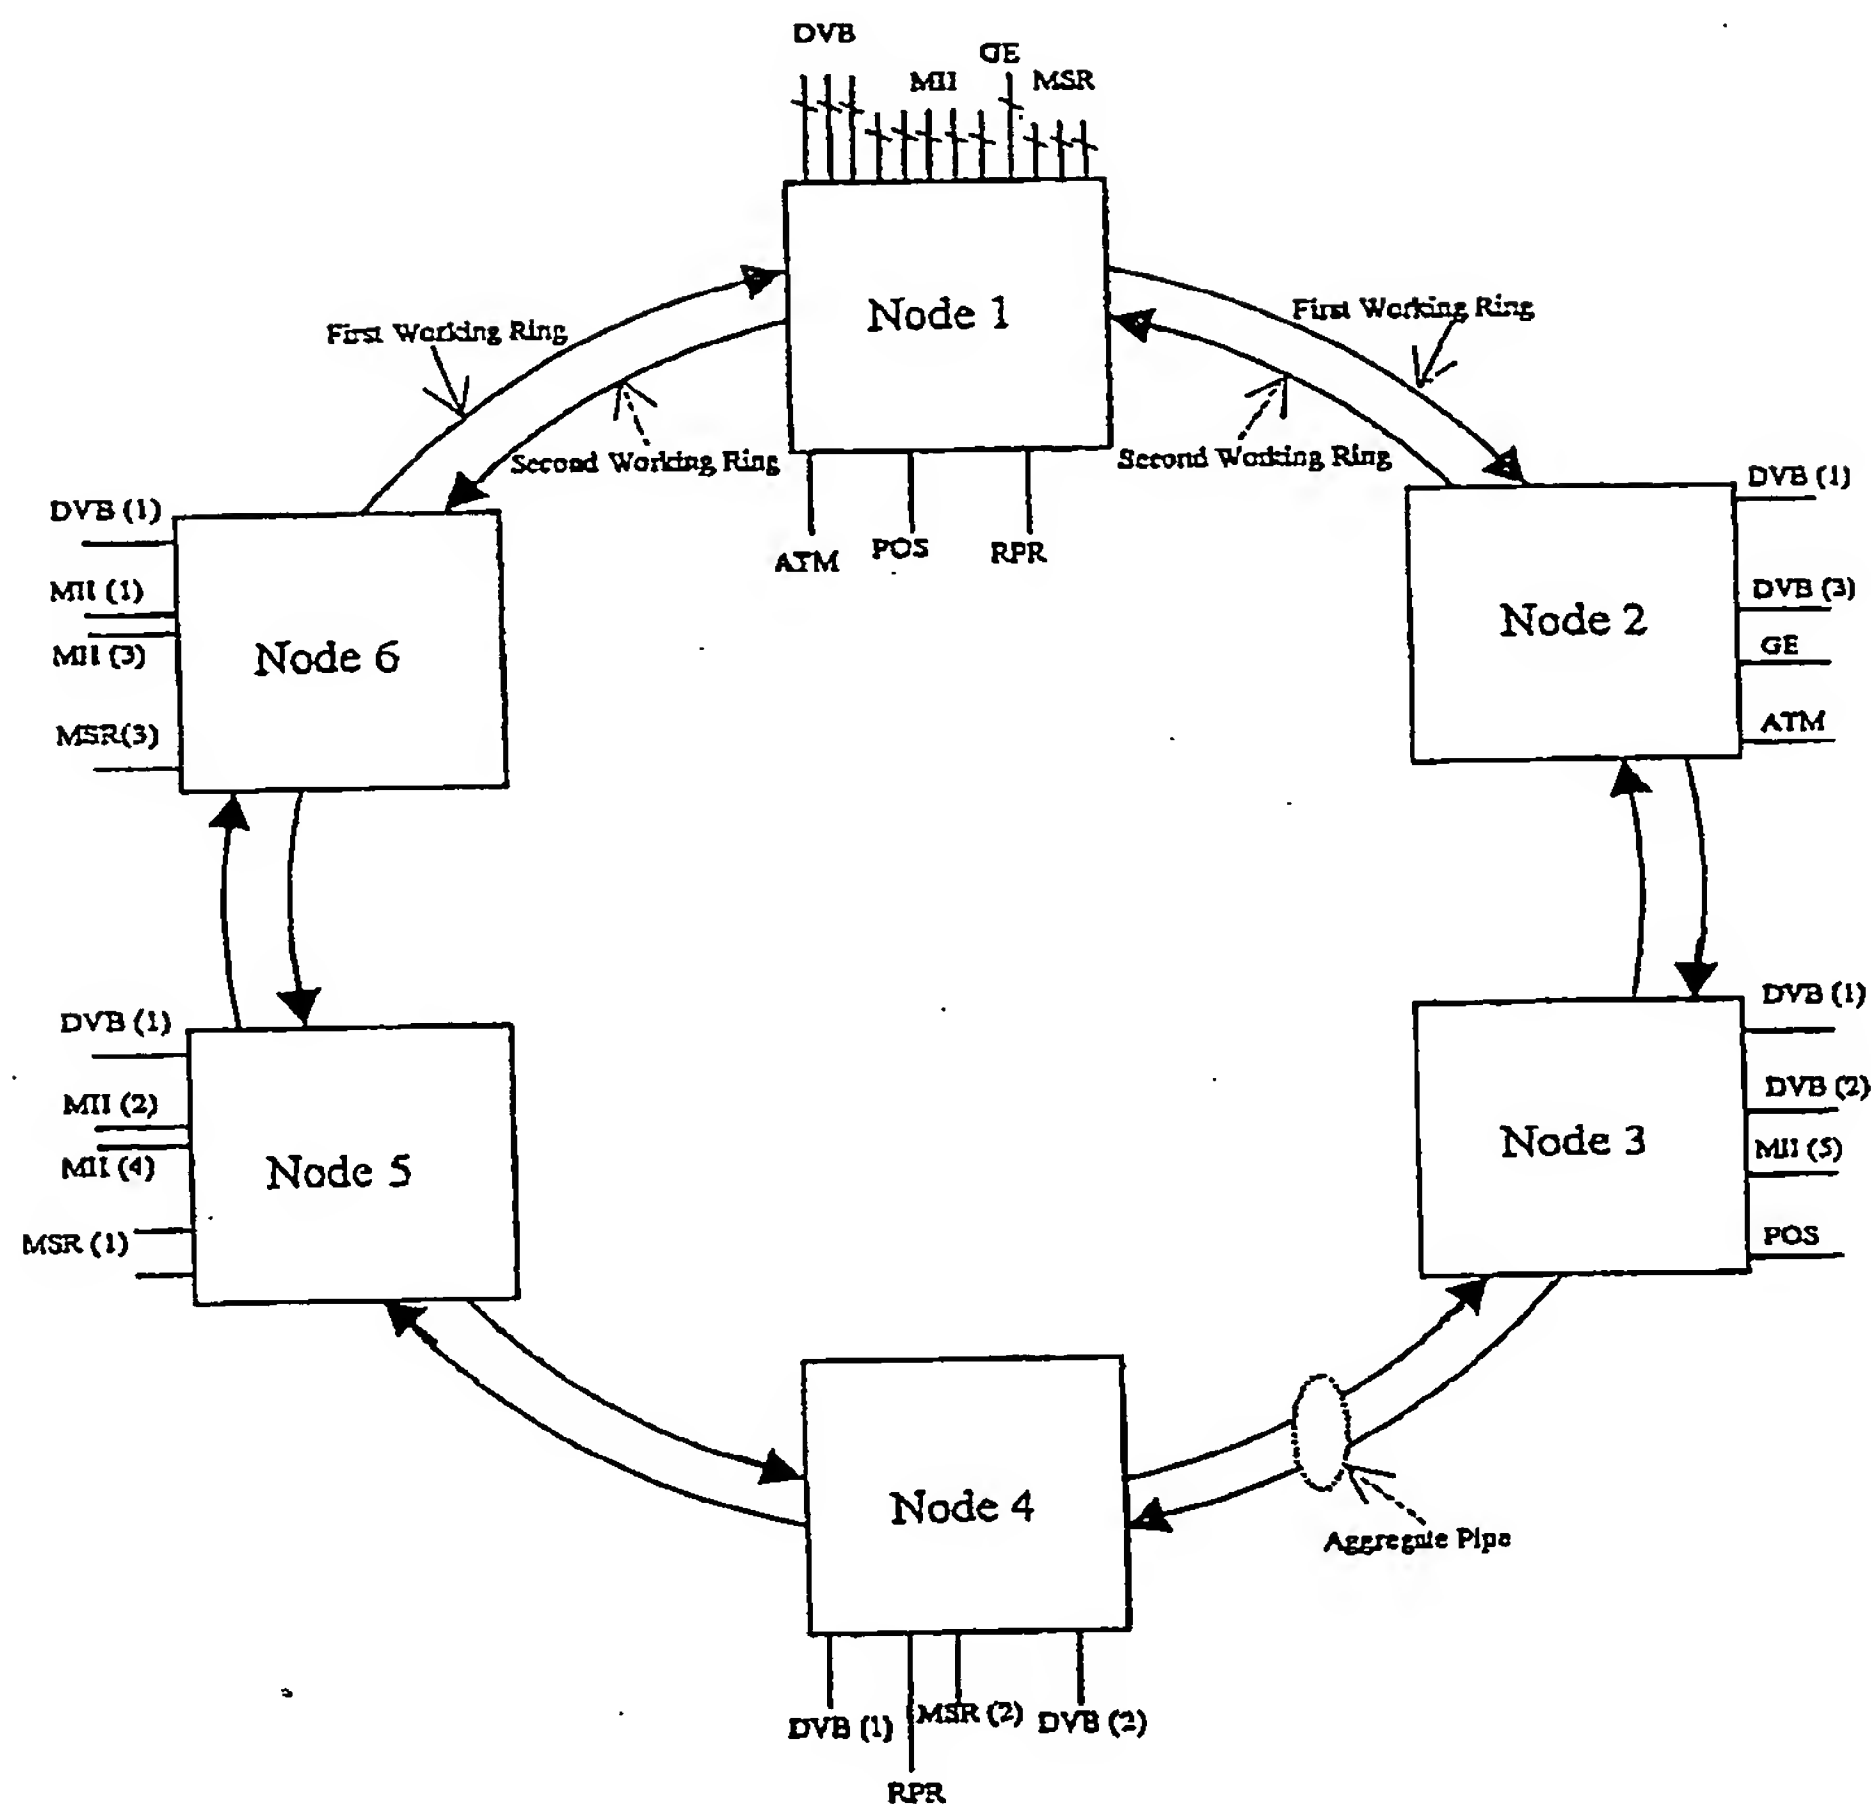 DVB
GE
MII
MSR
Node 1
First Working Ring
First Working Ring
Second Working Ring
Second Working Ring
ATM
POS
RPR
DVB (1)
MII (1)
MII (3)
MSR(3)
Node 6
DVB (1)
DVB (3)
GE
ATM
Node 2
DVB (1)
MII (2)
MII (4)
MSR (1)
Node 5
DVB (1)
DVB (2)
MII (5)
POS
Node 3
Node 4
Aggregate Pipe
DVB (1)
MSR (2)
DVB (2)
RPR